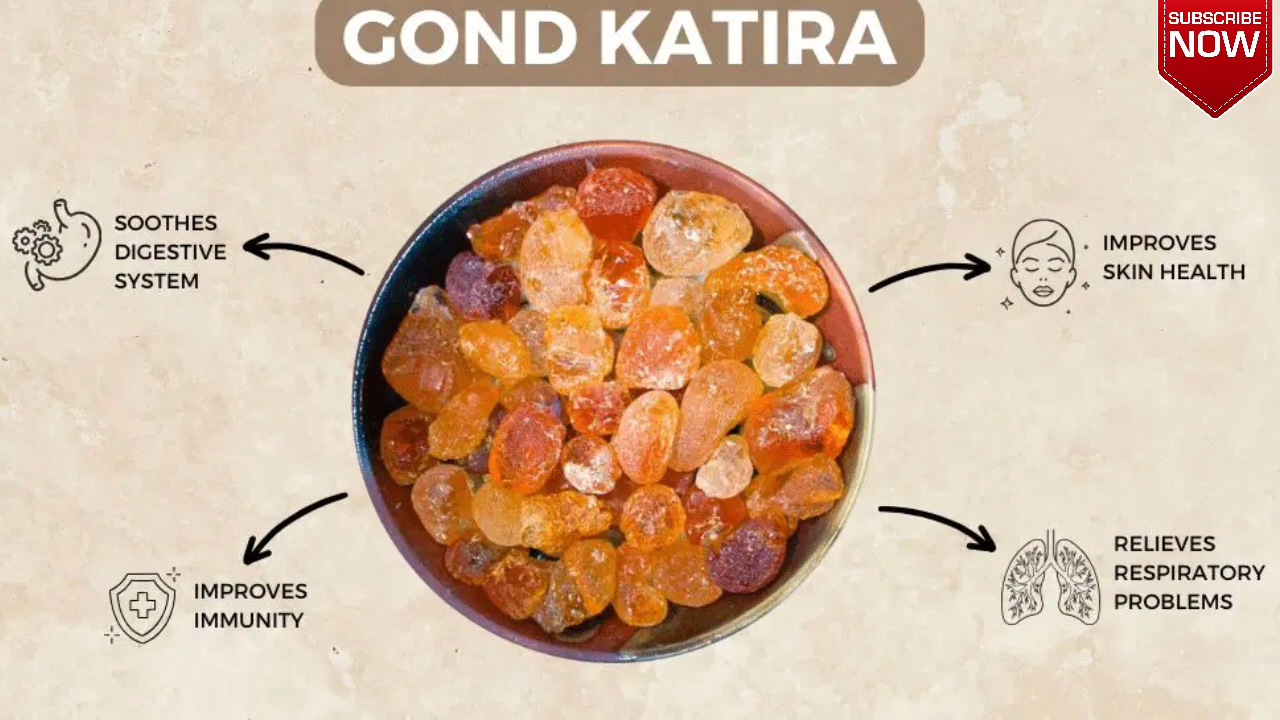 GOND KATIRA
SUBSCRIBE
NOW
SOOTHES
DIGESTIVE
SYSTEM
IMPROVES
SKIN HEALTH
IMPROVES
IMMUNITY
RELIEVES
RESPIRATORY
PROBLEMS